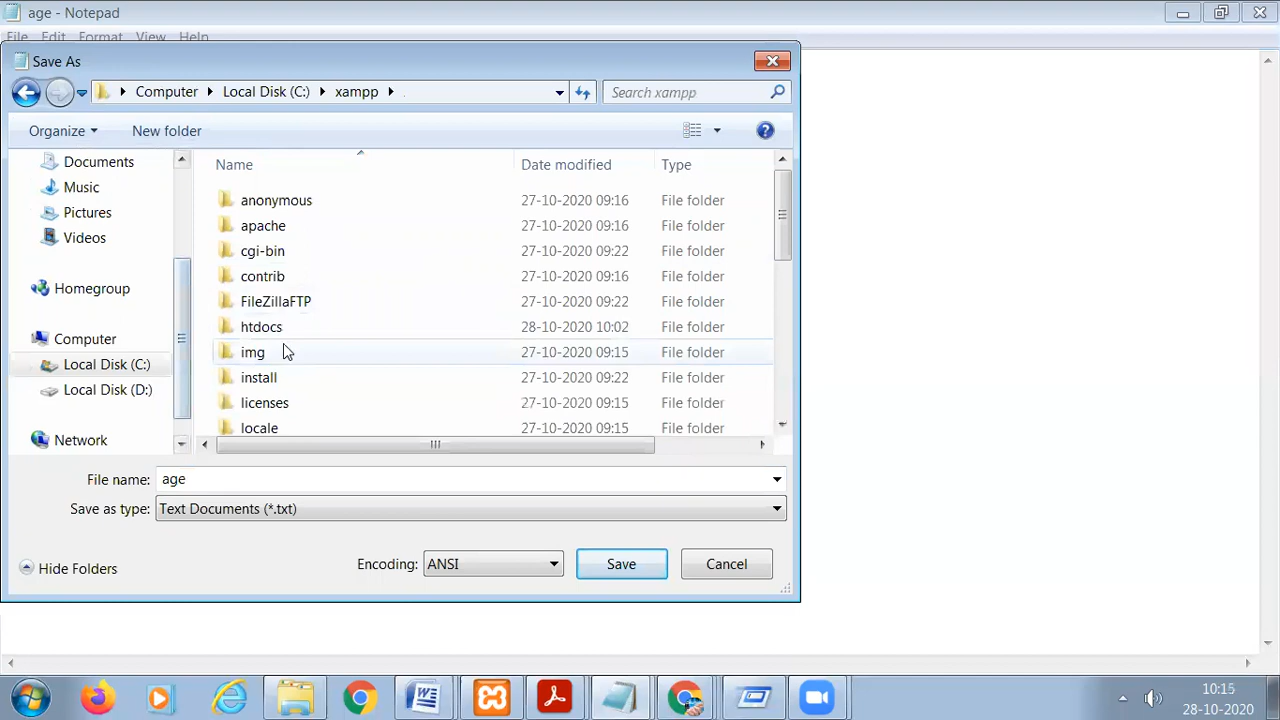 age - Notepad
File Edit Format View Help
Save As
Computer Local Disk (C:) xampp
Search xampp
Organize New folder
Name Date modified Type
Documents
Music
Pictures
Videos
Homegroup
Computer
Local Disk (C:)
Local Disk (D:)
Network
anonymous 27-10-2020 09:16 File folder
apache 27-10-2020 09:16 File folder
cgi-bin 27-10-2020 09:22 File folder
contrib 27-10-2020 09:16 File folder
FileZillaFTP 27-10-2020 09:22 File folder
htdocs 28-10-2020 10:02 File folder
img 27-10-2020 09:15 File folder
install 27-10-2020 09:22 File folder
licenses 27-10-2020 09:15 File folder
locale 27-10-2020 09:15 File folder
File name: age
Save as type: Text Documents (*.txt)
Hide Folders
Encoding: ANSI Save Cancel
10:15
28-10-2020